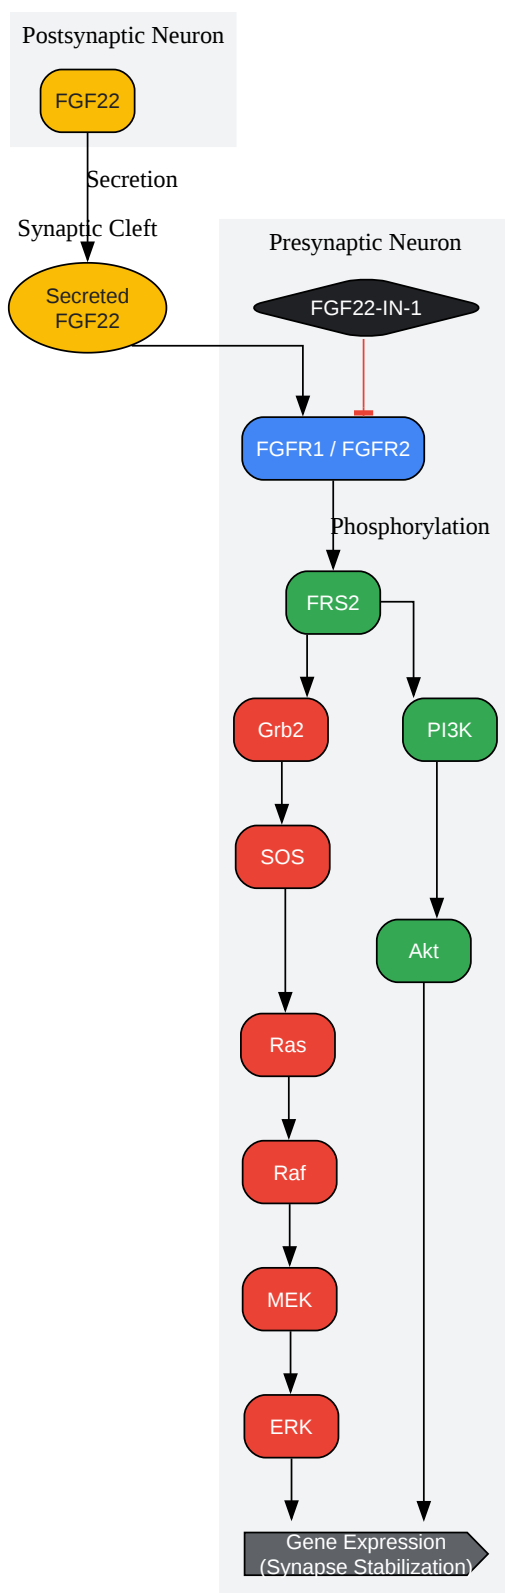 Postsynaptic Neuron
FGF22
Secretion
Synaptic Cleft
Presynaptic Neuron
Secreted
FGF22
FGF22-IN-1
FGFR1 / FGFR2
Phosphorylation
FRS2
Grb2
PI3K
SOS
Akt
Ras
Raf
MEK
ERK
Gene Expression
(Synapse Stabilization)